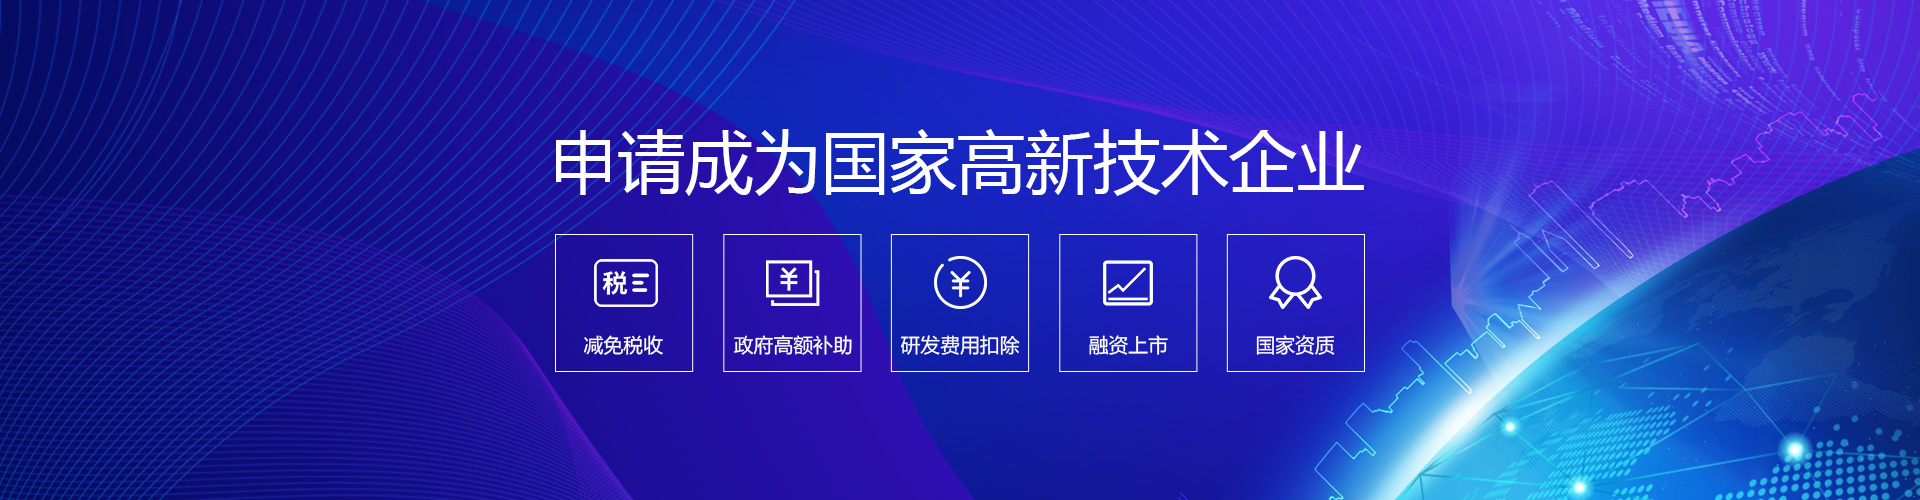 申请成为国家高新技术企业
税
¥
¥
减免税收
政府高额补助
研发费用扣除
融资上市
国家资质